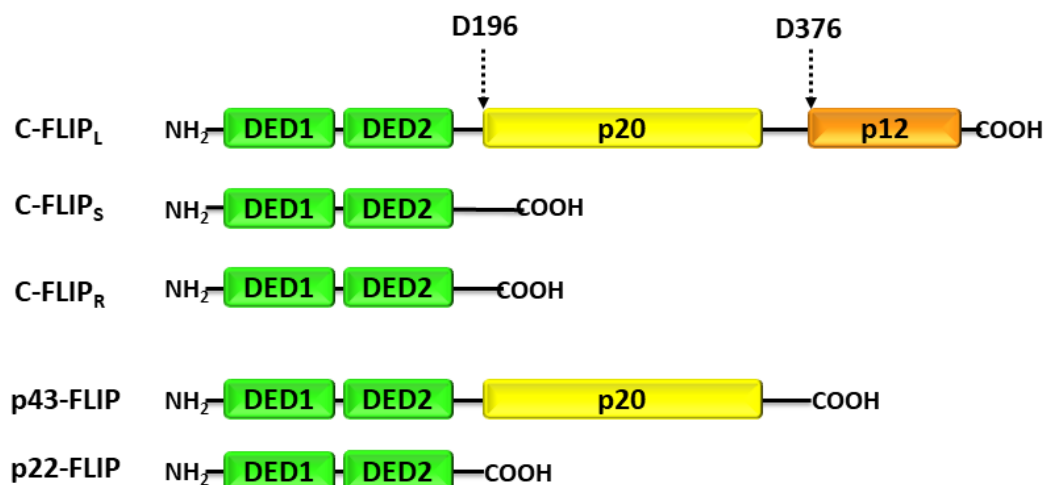 D196 D376
C-FLIPL NH2 DED1 DED2 p20 p12 COOH
C-FLIPS NH2 DED1 DED2 COOH
C-FLIPR NH2 DED1 DED2 COOH
p43-FLIP NH2 DED1 DED2 p20 COOH
p22-FLIP NH2 DED1 DED2 COOH